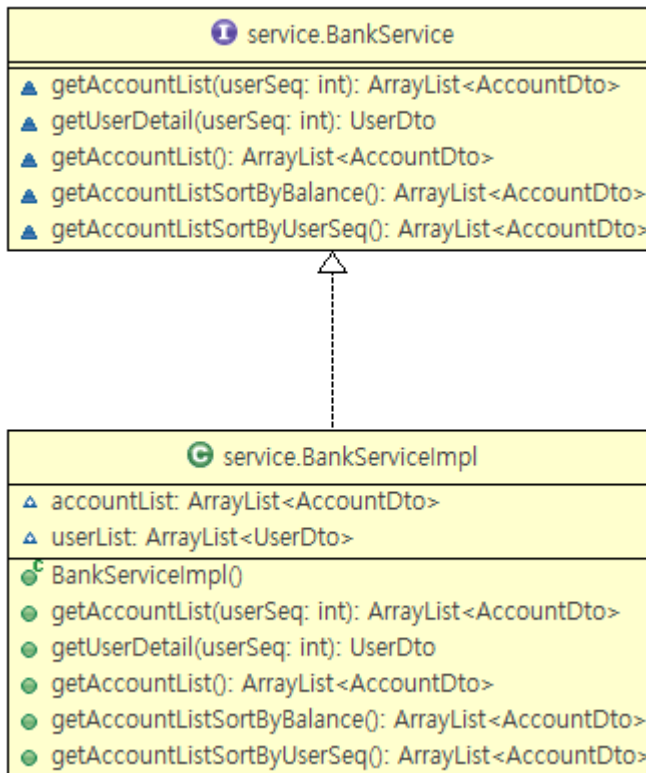 I service.BankService
getAccountList(userSeq: int): ArrayList<AccountDto>
getUserDetail(userSeq: int): UserDto
getAccountList(): ArrayList<AccountDto>
getAccountListSortByBalance(): ArrayList<AccountDto>
getAccountListSortByUserSeq(): ArrayList<AccountDto>
C service.BankServiceImpl
accountList: ArrayList<AccountDto>
userList: ArrayList<UserDto>
C BankServiceImpl()
getAccountList(userSeq: int): ArrayList<AccountDto>
getUserDetail(userSeq: int): UserDto
getAccountList(): ArrayList<AccountDto>
getAccountListSortByBalance(): ArrayList<AccountDto>
getAccountListSortByUserSeq(): ArrayList<AccountDto>